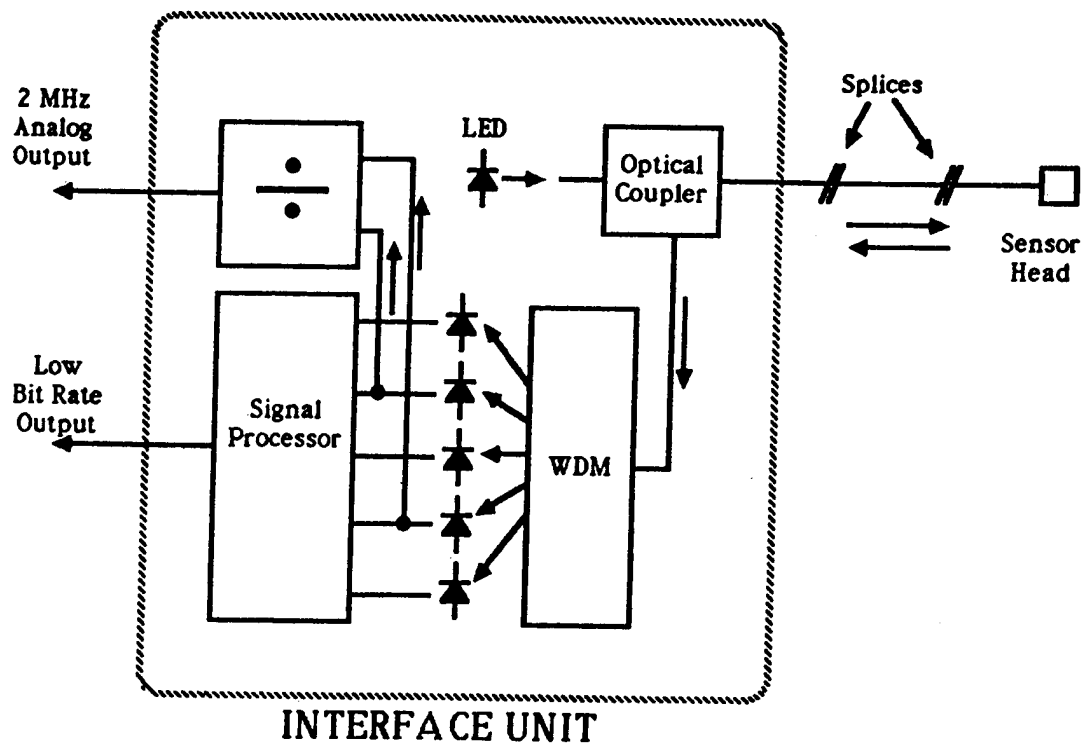 2 MHz
Analog
Output
LED
Optical
Coupler
Splices
Sensor
Head
Low
Bit Rate
Output
Signal
Processor
WDM
INTERFACE UNIT